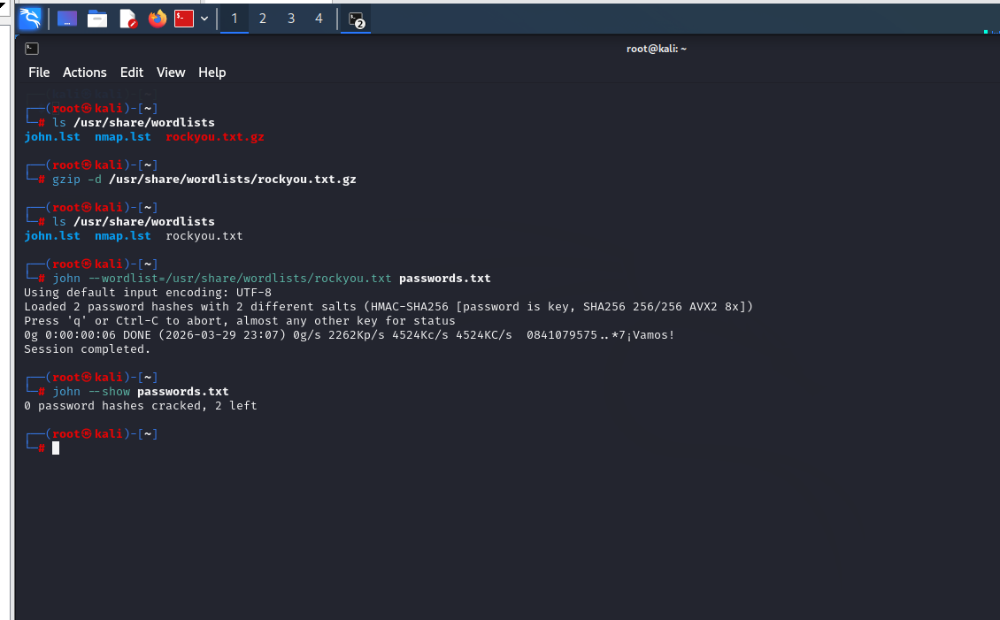 1 2 3 4 2
root@kali: ~
File Actions Edit View Help
┌──(root㉿kali)-[~]
└─# ls /usr/share/wordlists
john.lst nmap.lst rockyou.txt.gz
┌──(root㉿kali)-[~]
└─# gzip -d /usr/share/wordlists/rockyou.txt.gz
┌──(root㉿kali)-[~]
└─# ls /usr/share/wordlists
john.lst nmap.lst rockyou.txt
┌──(root㉿kali)-[~]
└─# john --wordlist=/usr/share/wordlists/rockyou.txt passwords.txt
Using default input encoding: UTF-8
Loaded 2 password hashes with 2 different salts (HMAC-SHA256 [password is key, SHA256 256/256 AVX2 8x])
Press 'q' or Ctrl-C to abort, almost any other key for status
0g 0:00:00:06 DONE (2026-03-29 23:07) 0g/s 2262Kp/s 4524Kc/s 4524KC/s  0841079575..*7¡Vamos!
Session completed.
┌──(root㉿kali)-[~]
└─# john --show passwords.txt
0 password hashes cracked, 2 left
┌──(root㉿kali)-[~]
└─#